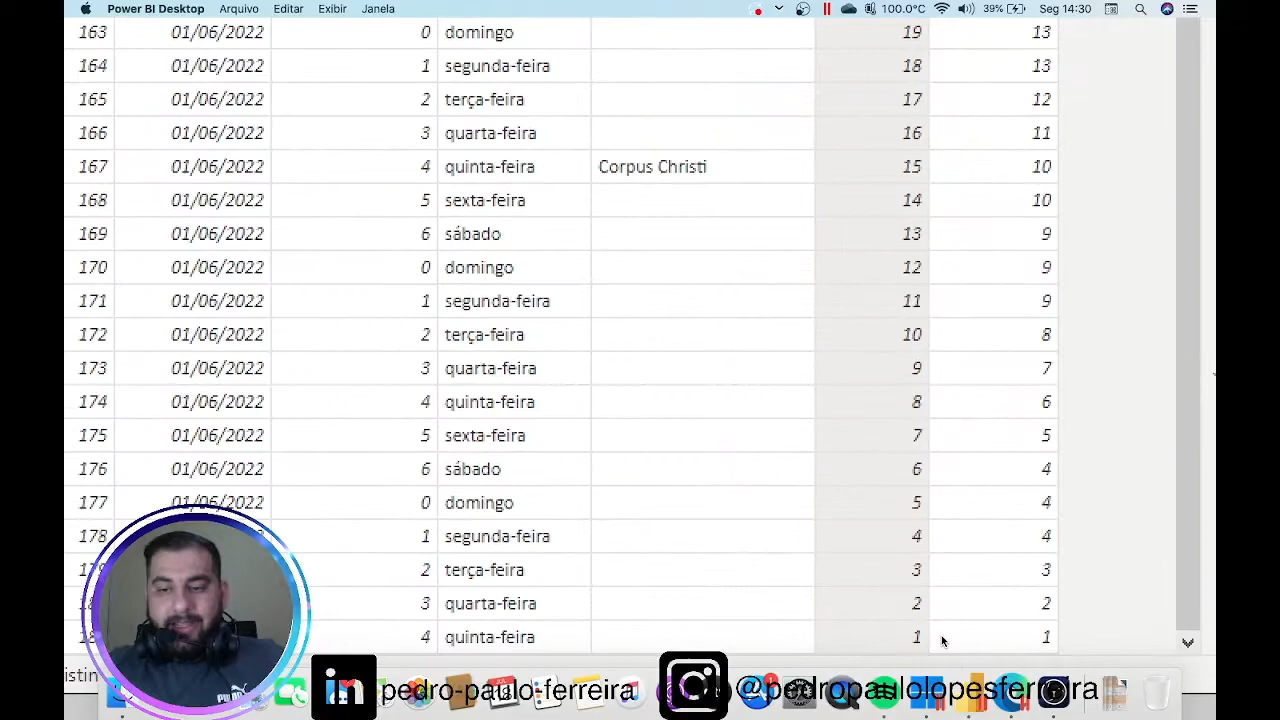 Power BI Desktop Arquivo Editar Exibir Janela 100.0°C 39% Seg 14:30
163 01/06/2022 0 domingo 19 13
164 01/06/2022 1 segunda-feira 18 13
165 01/06/2022 2 terça-feira 17 12
166 01/06/2022 3 quarta-feira 16 11
167 01/06/2022 4 quinta-feira Corpus Christi 15 10
168 01/06/2022 5 sexta-feira 14 10
169 01/06/2022 6 sábado 13 9
170 01/06/2022 0 domingo 12 9
171 01/06/2022 1 segunda-feira 11 9
172 01/06/2022 2 terça-feira 10 8
173 01/06/2022 3 quarta-feira 9 7
174 01/06/2022 4 quinta-feira 8 6
175 01/06/2022 5 sexta-feira 7 5
176 01/06/2022 6 sábado 6 4
177 01/06/2022 0 domingo 5 4
178 1 segunda-feira 4 4
2 terça-feira 3 3
3 quarta-feira 2 2
4 quinta-feira 1 1
in pedro-paulo-ferreira @pedropaulolopesferreira